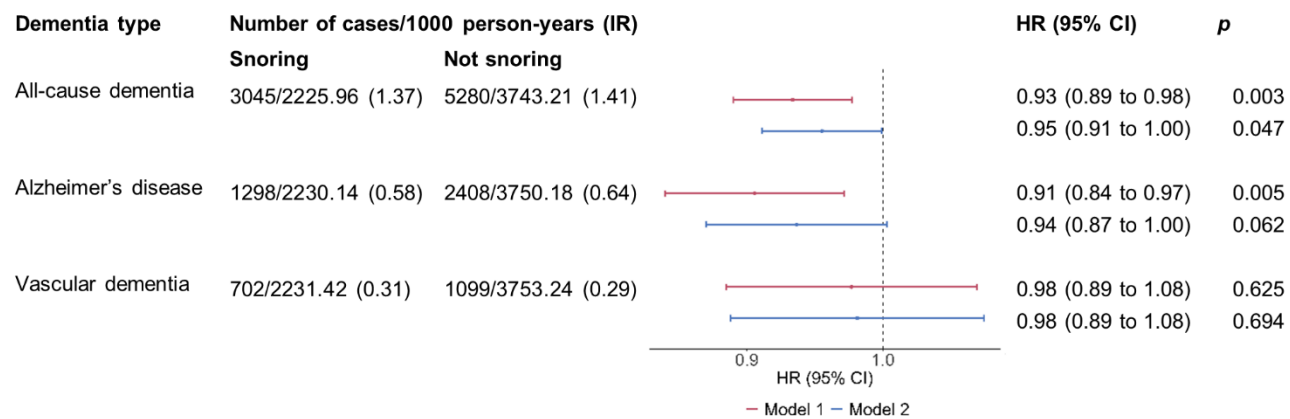 Dementia type Number of cases/1000 person-years (IR) HR (95% CI) p
Snoring Not snoring
All-cause dementia 3045/2225.96 (1.37) 5280/3743.21 (1.41) 0.93 (0.89 to 0.98) 0.003
0.95 (0.91 to 1.00) 0.047
Alzheimer's disease 1298/2230.14 (0.58) 2408/3750.18 (0.64) 0.91 (0.84 to 0.97) 0.005
0.94 (0.87 to 1.00) 0.062
Vascular dementia 702/2231.42 (0.31) 1099/3753.24 (0.29) 0.98 (0.89 to 1.08) 0.625
0.98 (0.89 to 1.08) 0.694
0.9 1.0
HR (95% CI)
Model 1 Model 2